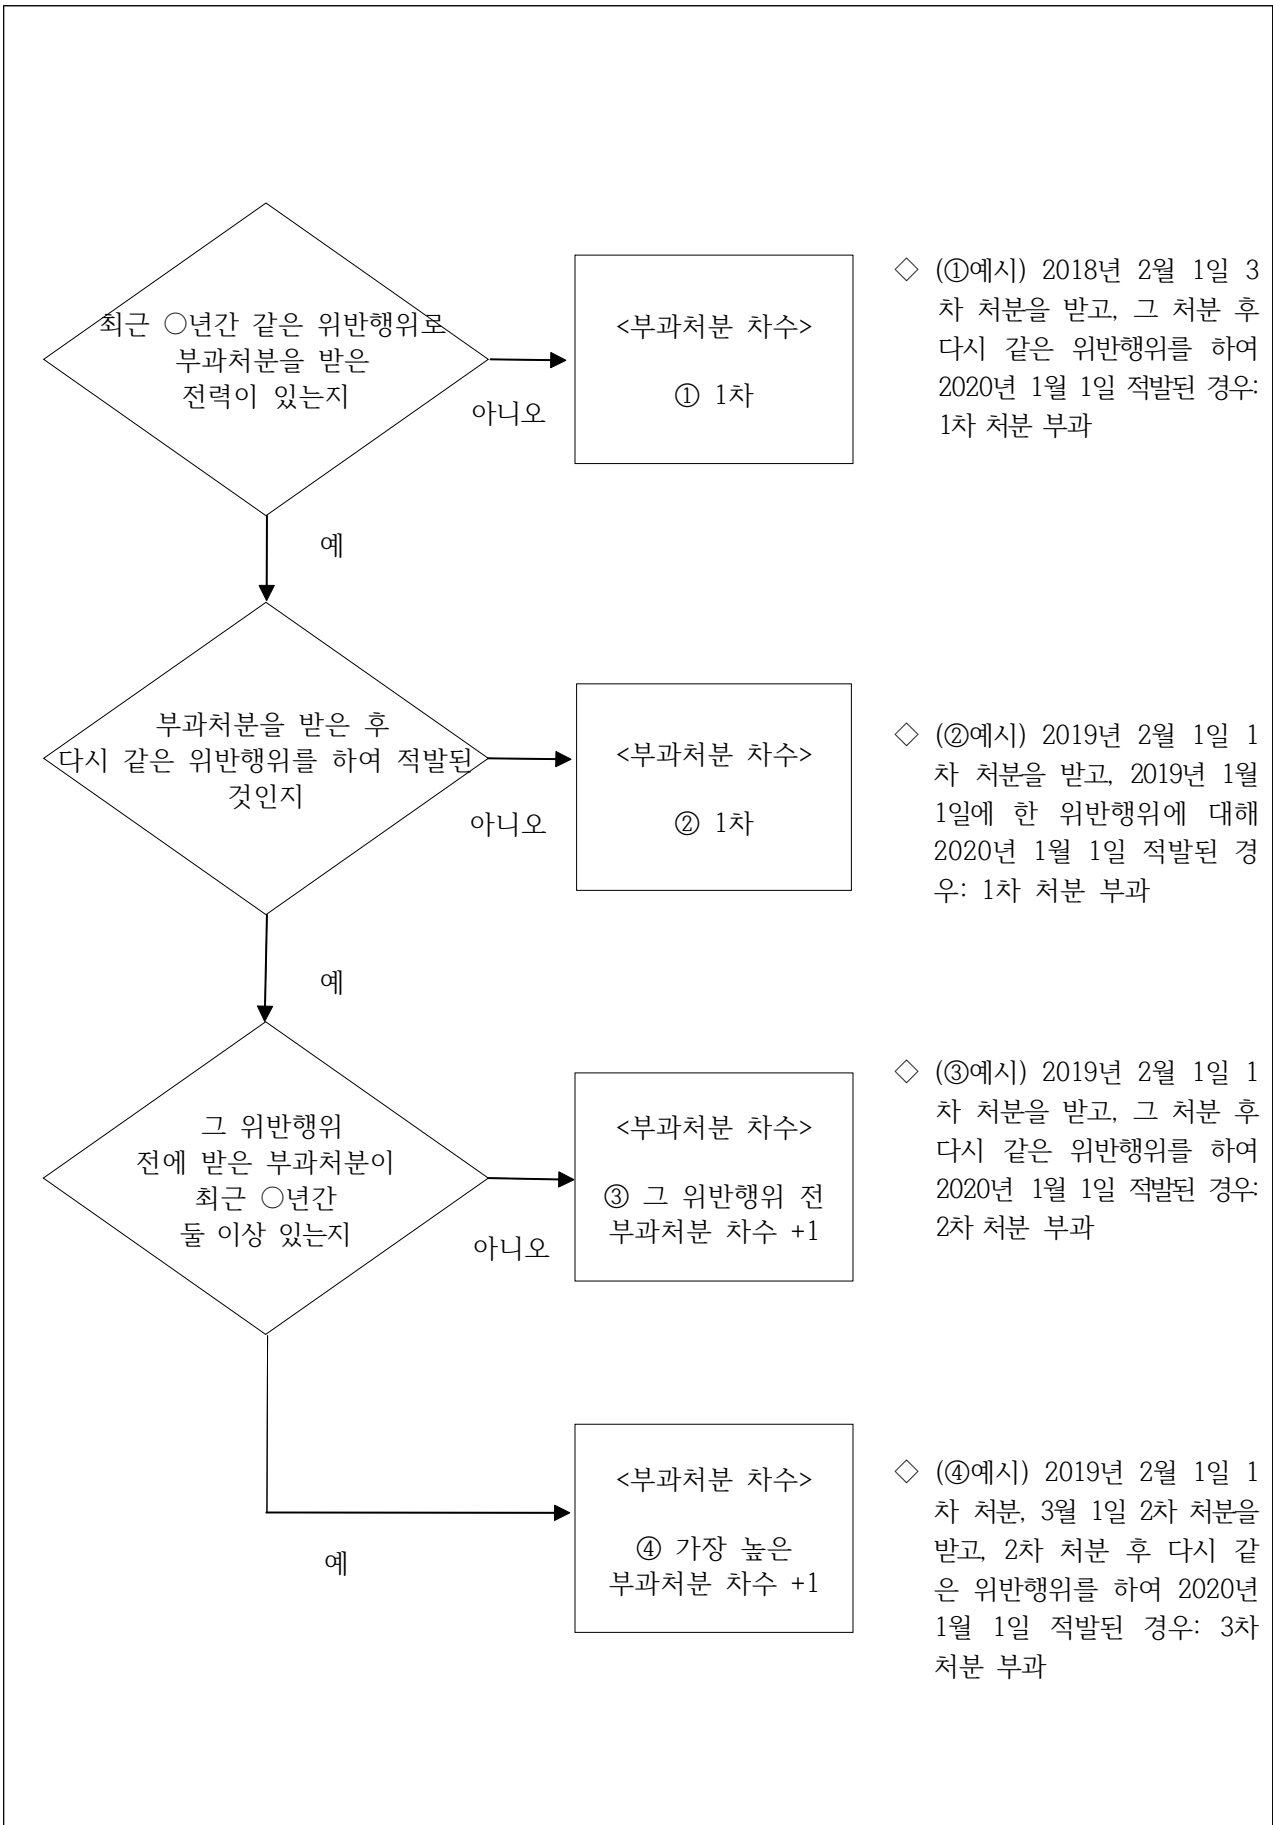 최근 ○년간 같은 위반행위로
부과처분을 받은
전력이 있는지
아니오
<부과처분 차수>
① 1차
◇ (①예시) 2018년 2월 1일 3
차 처분을 받고, 그 처분 후
다시 같은 위반행위를 하여
2020년 1월 1일 적발된 경우:
1차 처분 부과
예
부과처분을 받은 후
다시 같은 위반행위를 하여 적발된
것인지
아니오
<부과처분 차수>
② 1차
◇ (②예시) 2019년 2월 1일 1
차 처분을 받고, 2019년 1월
1일에 한 위반행위에 대해
2020년 1월 1일 적발된 경
우: 1차 처분 부과
예
그 위반행위
전에 받은 부과처분이
최근 ○년간
둘 이상 있는지
아니오
<부과처분 차수>
③ 그 위반행위 전
부과처분 차수 +1
◇ (③예시) 2019년 2월 1일 1
차 처분을 받고, 그 처분 후
다시 같은 위반행위를 하여
2020년 1월 1일 적발된 경우:
2차 처분 부과
예
<부과처분 차수>
④ 가장 높은
부과처분 차수 +1
◇ (④예시) 2019년 2월 1일 1
차 처분, 3월 1일 2차 처분을
받고, 2차 처분 후 다시 같
은 위반행위를 하여 2020년
1월 1일 적발된 경우: 3차
처분 부과